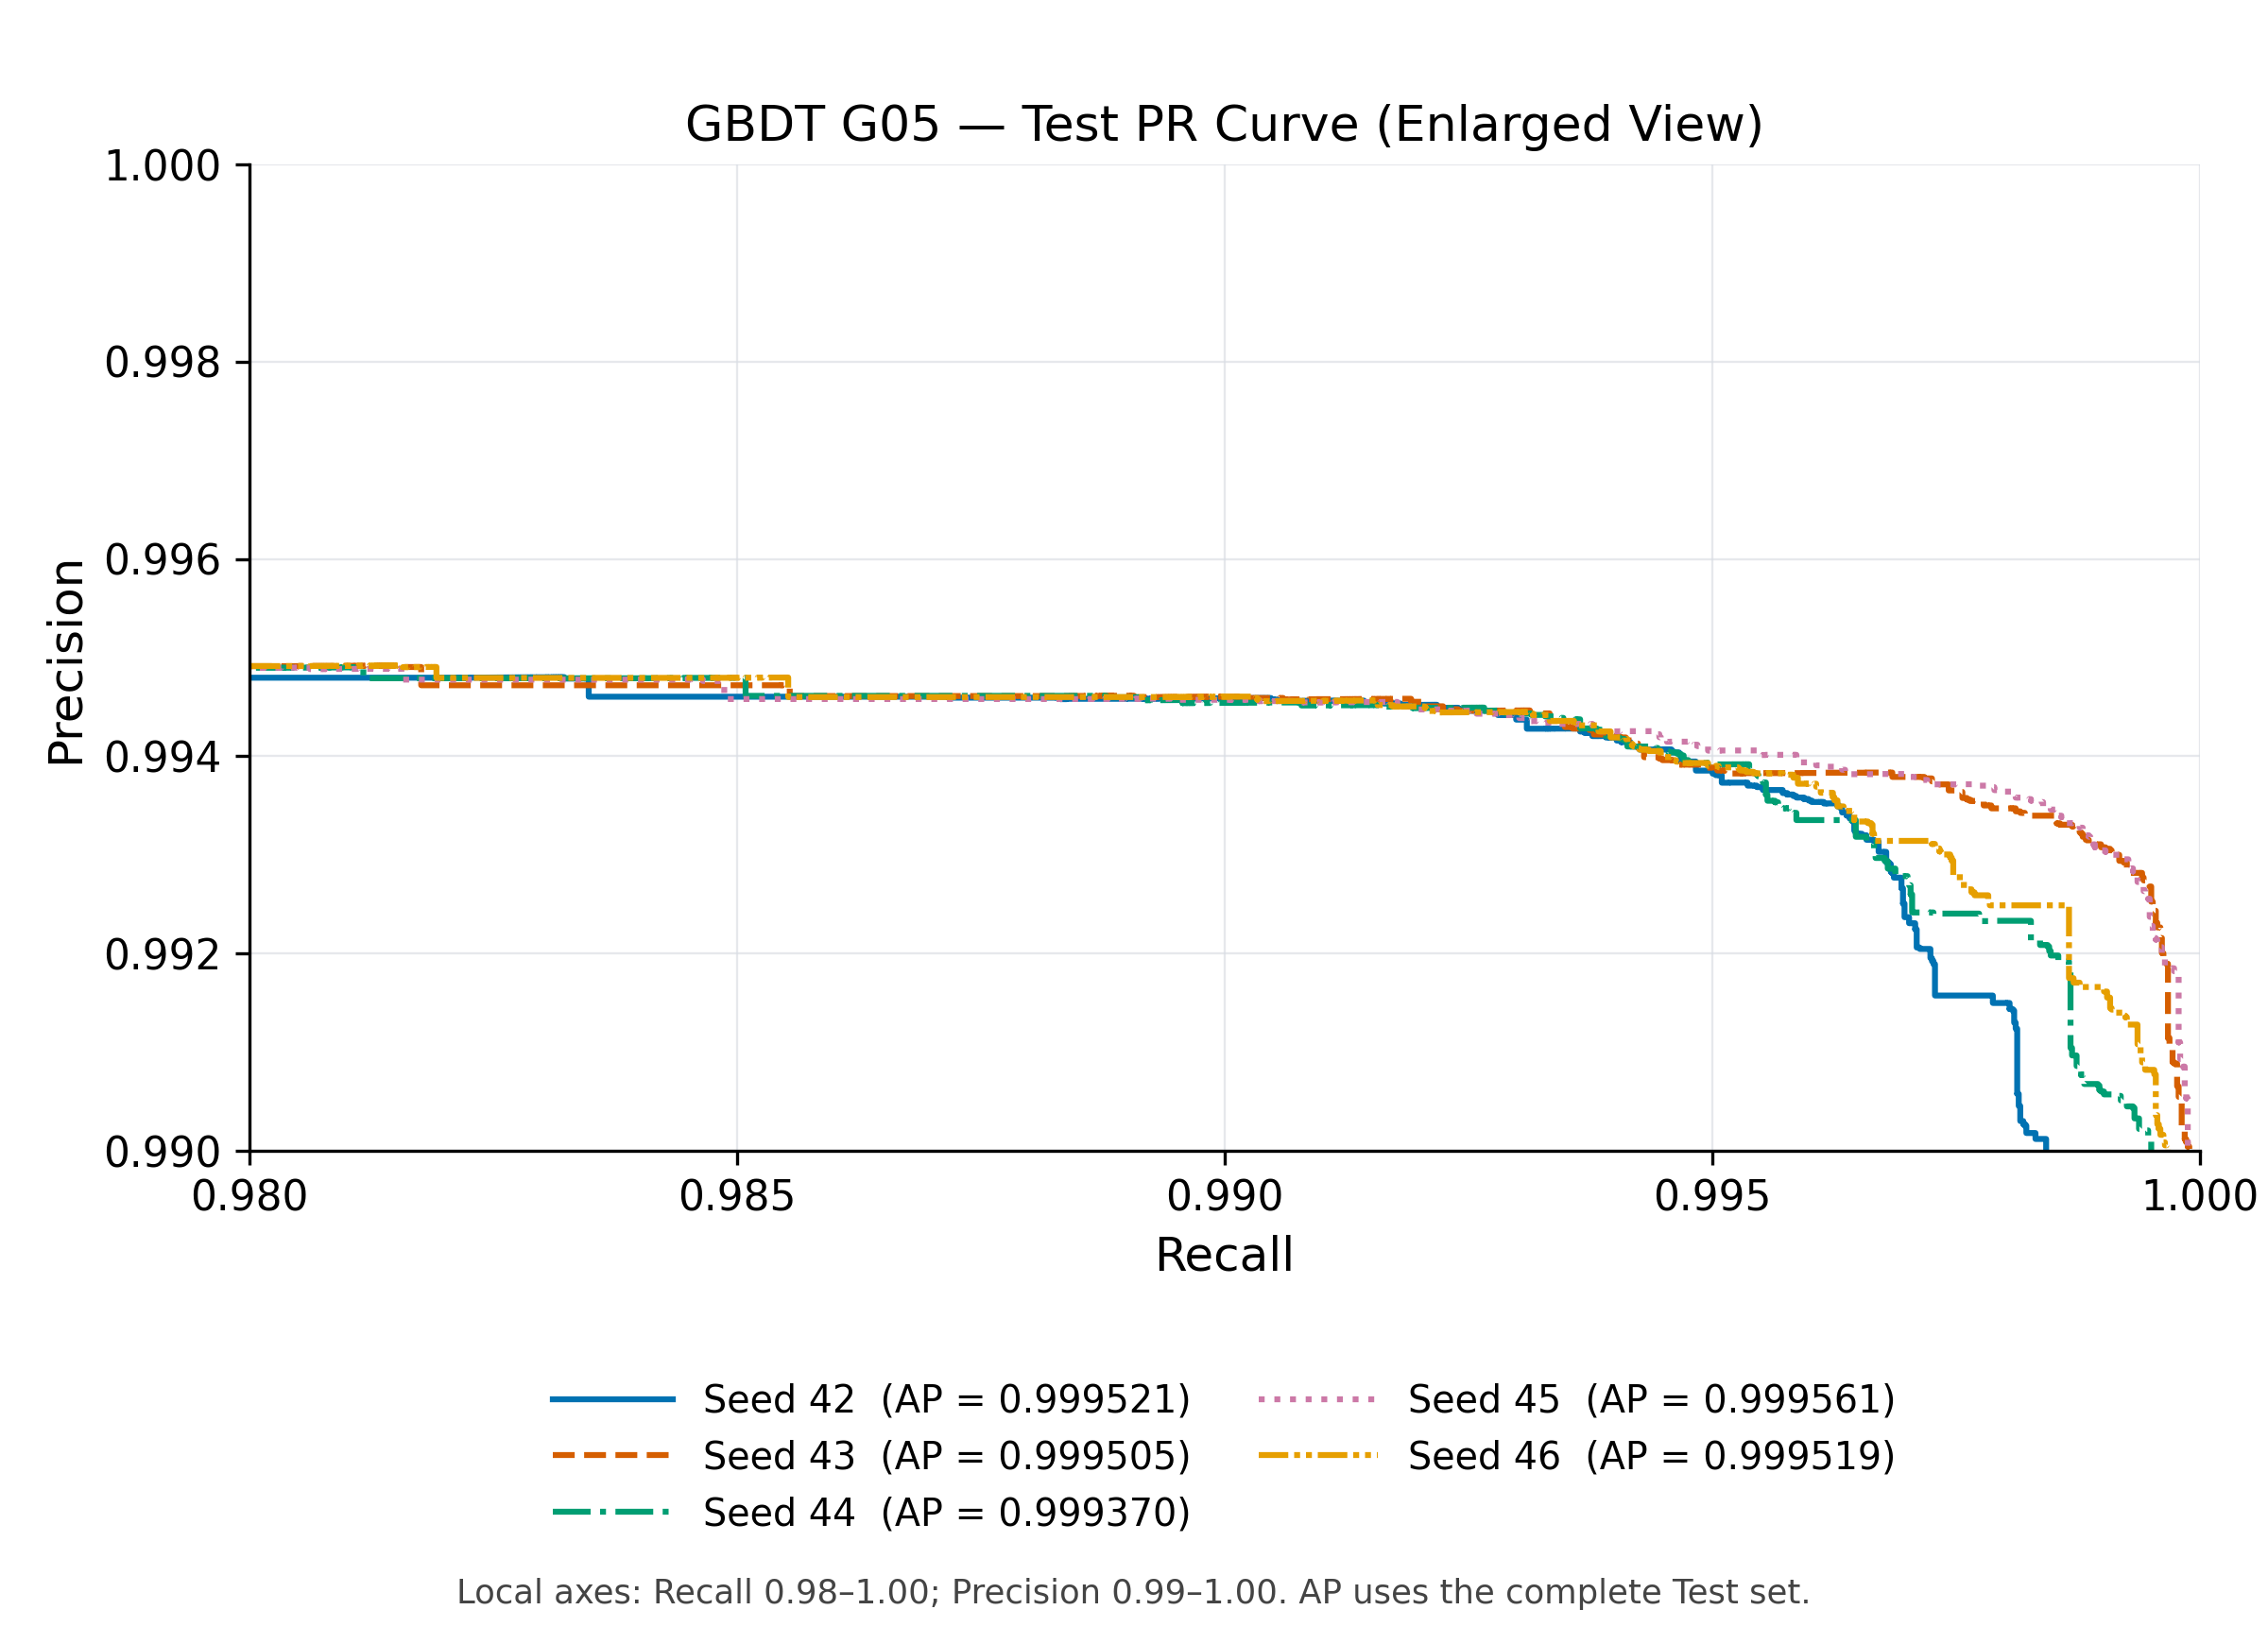 GBDT G05 — Test PR Curve (Enlarged View)
1.000
0.998
0.996
0.994
0.992
0.990
Precision
0.980 0.985 0.990 0.995 1.000
Recall
Seed 42 (AP = 0.999521)
Seed 43 (AP = 0.999505)
Seed 44 (AP = 0.999370)
Seed 45 (AP = 0.999561)
Seed 46 (AP = 0.999519)
Local axes: Recall 0.98–1.00; Precision 0.99–1.00. AP uses the complete Test set.